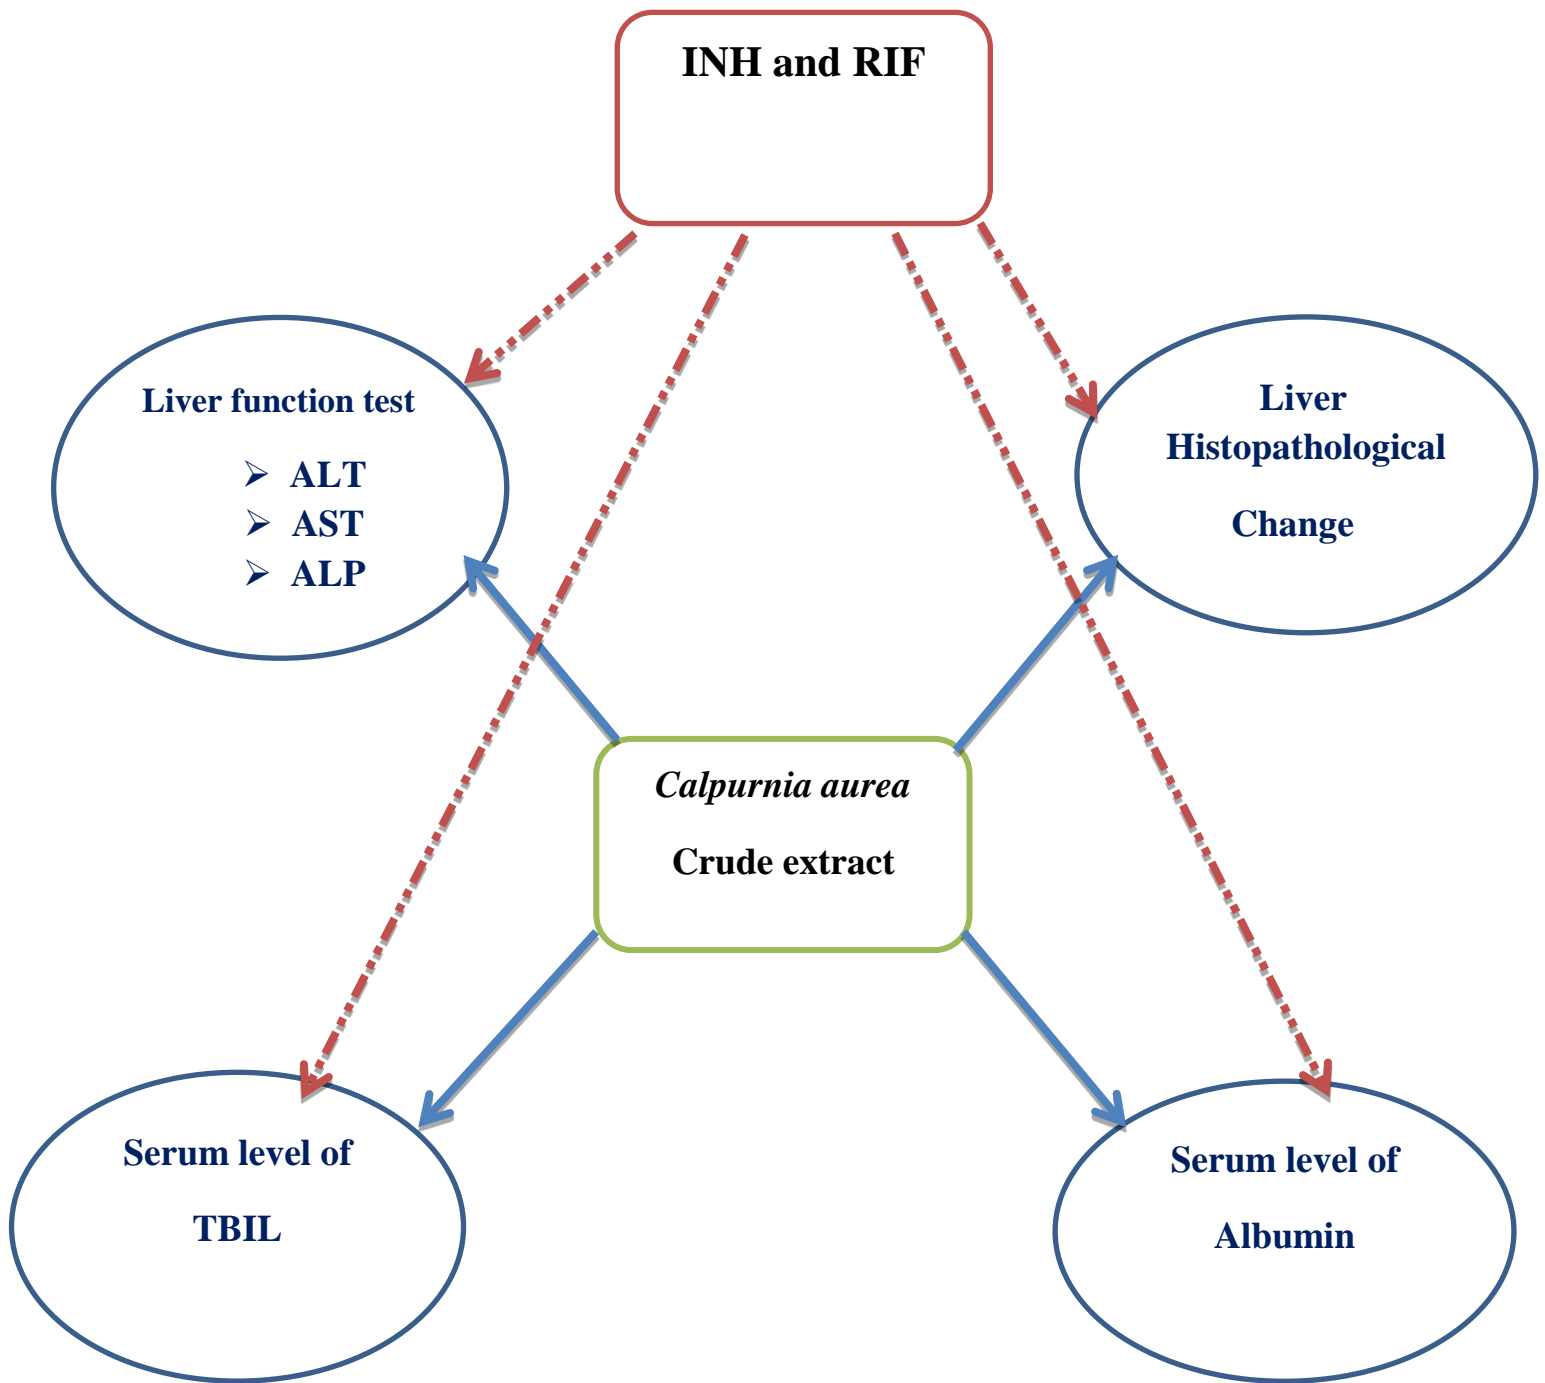 INH and RIF
Liver function test
➢ ALT
➢ AST
➢ ALP
Liver
Histopathological
Change
Calpurnia aurea
Crude extract
Serum level of
TBIL
Serum level of
Albumin